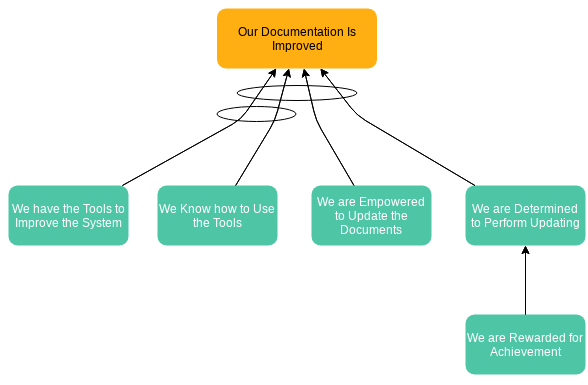 Our Documentation Is
Improved
We have the Tools to
Improve the System
We Know how to Use
the Tools
We are Empowered
to Update the
Documents
We are Determined
to Perform Updating
We are Rewarded for
Achievement